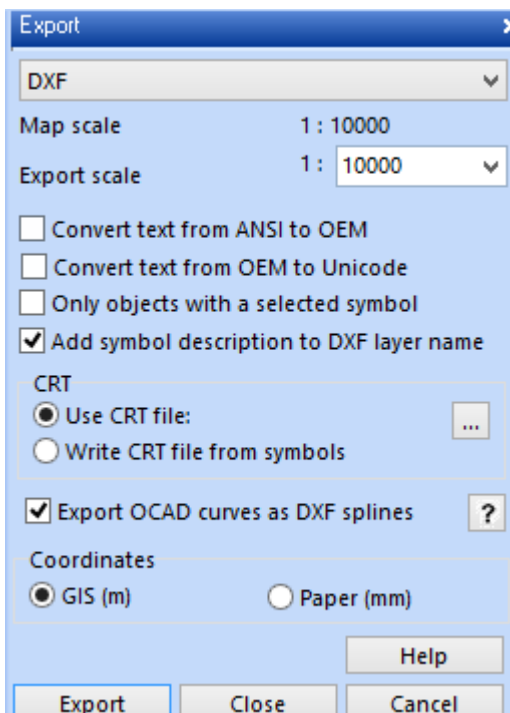 Export
DXF
Map scale 1 : 10000
Export scale 1 : 10000
Convert text from ANSI to OEM
Convert text from OEM to Unicode
Only objects with a selected symbol
Add symbol description to DXF layer name
CRT
Use CRT file: ...
Write CRT file from symbols
Export OCAD curves as DXF splines ?
Coordinates
GIS (m) Paper (mm)
Help
Export Close Cancel